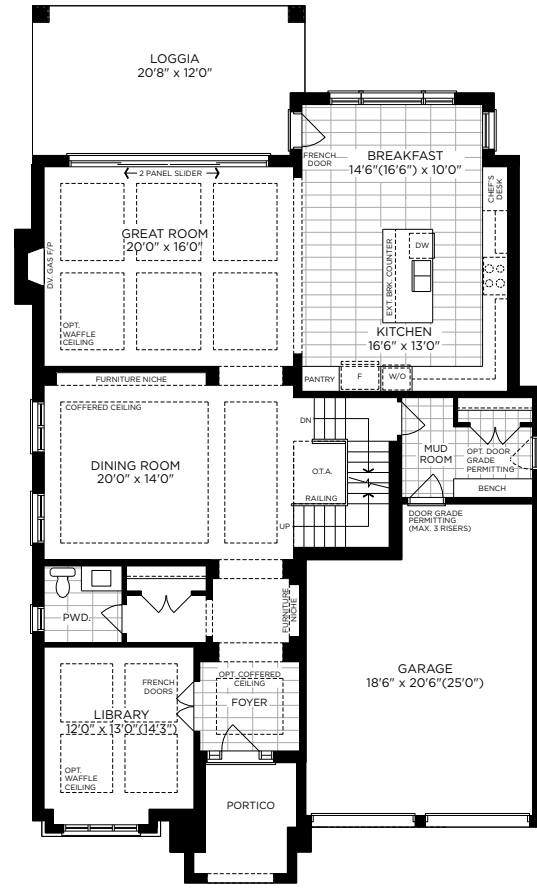 LOGGIA
20'8" x 12'0"
2 PANEL SLIDER
FRENCH
DOOR
BREAKFAST
14'6"(16'6") x 10'0"
CHEF'S
DESK
GREAT ROOM
20'0" x 16'0"
D.V. GAS F/P
OPT.
WAFFLE
CEILING
EXT. BRK. COUNTER
DW
KITCHEN
16'6" x 13'0"
PANTRY
F
W/O
FURNITURE NICHE
COFFERED CEILING
DINING ROOM
20'0" x 14'0"
DN
O.T.A.
RAILING
UP
MUD
ROOM
OPT. DOOR
GRADE
PERMITTING
BENCH
DOOR GRADE
PERMITTING
(MAX. 3 RISERS)
PWD.
FURNITURE
NICHE
GARAGE
18'6" x 20'6"(25'0")
FRENCH
DOORS
OPT. COFFERED
CEILING
FOYER
LIBRARY
12'0" x 13'0"(14'3")
OPT.
WAFFLE
CEILING
PORTICO